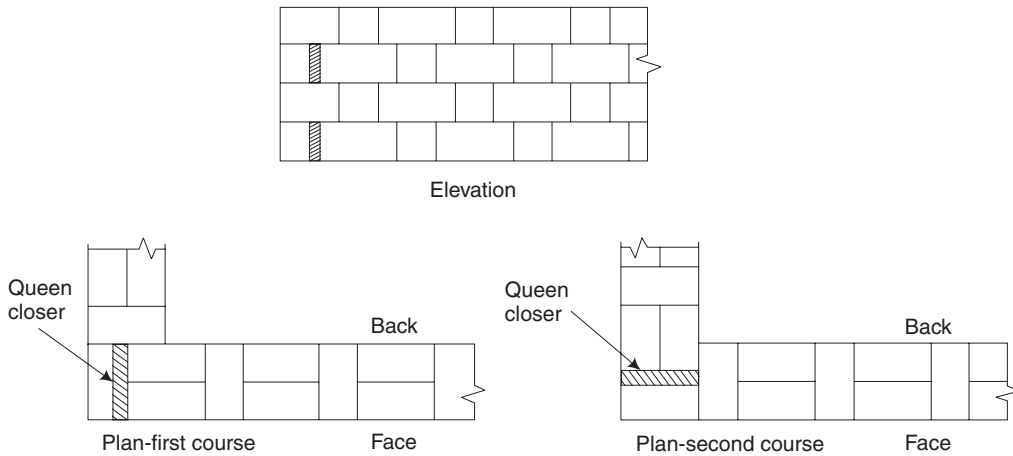 Elevation
Queen
closer
Back
Plan-first course
Face
Queen
closer
Back
Plan-second course
Face